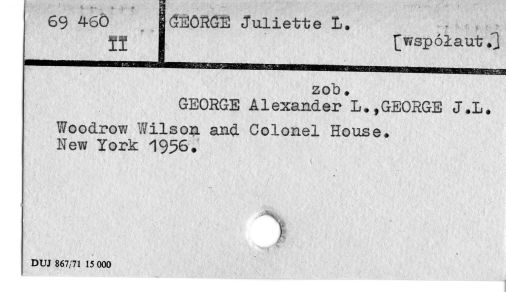 69 460
II
GEORGE Juliette L.
[współaut.]
zob.
GEORGE Alexander L.,GEORGE J.L.
Woodrow Wilson and Colonel House.
New York 1956.
DUJ 867/71 15 000